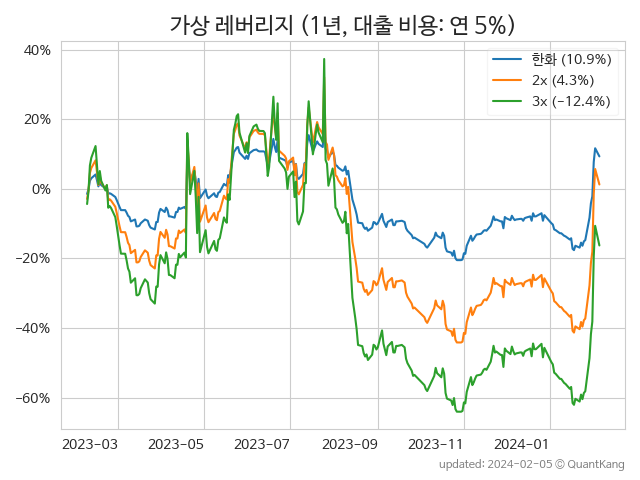 가상 레버리지 (1년, 대출 비용: 연 5%)
한화 (10.9%)
2x (4.3%)
3x (−12.4%)
40%
20%
0%
−20%
−40%
−60%
2023-03 2023-05 2023-07 2023-09 2023-11 2024-01
updated: 2024-02-05 © QuantKang